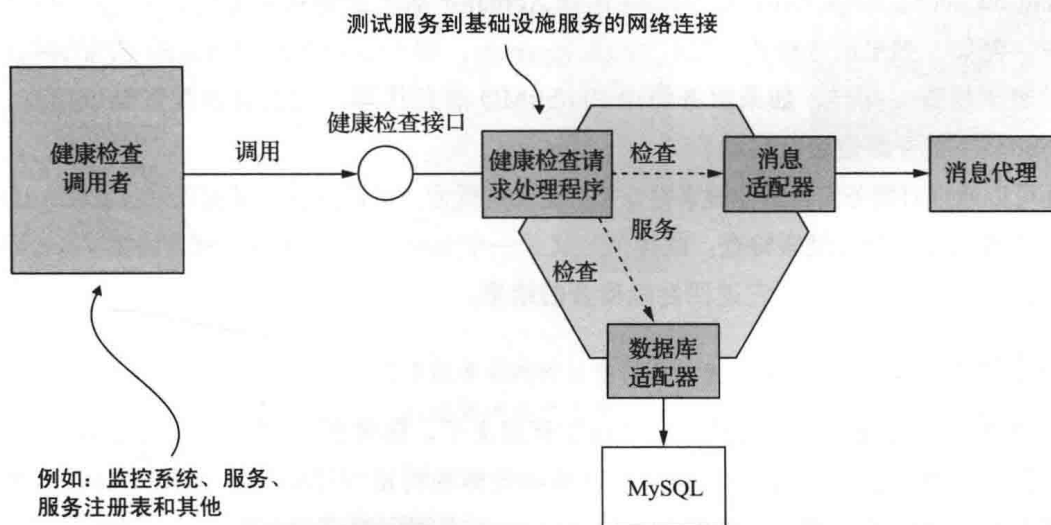 测试服务到基础设施服务的网络连接
健康检查接口
健康检查
调用者
调用
健康检查请
求处理程序
检查
消息
适配器
消息代理
服务
检查
数据库
适配器
MySQL
例如：监控系统、服务、
服务注册表和其他